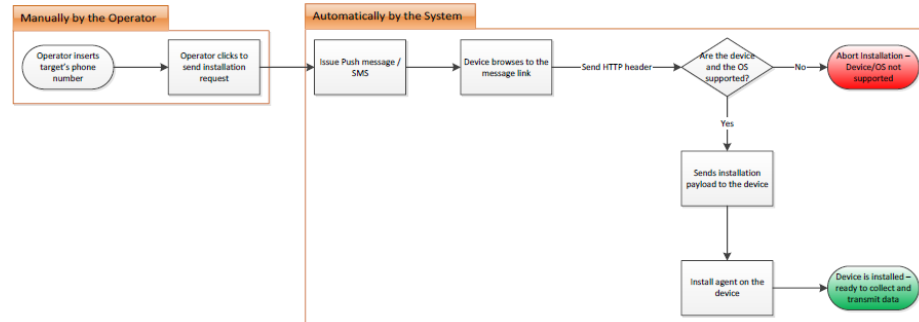 Manually by the Operator
Automatically by the System
Operator inserts
target's phone
number
Operator clicks to
send installation
request
Issue Push message /
SMS
Device browses to the
message link
Send HTTP header
Are the device
and the OS
supported?
No
Abort Installation –
Device/OS not
supported
Yes
Sends installation
payload to the device
Install agent on the
device
Device is installed –
ready to collect and
transmit data